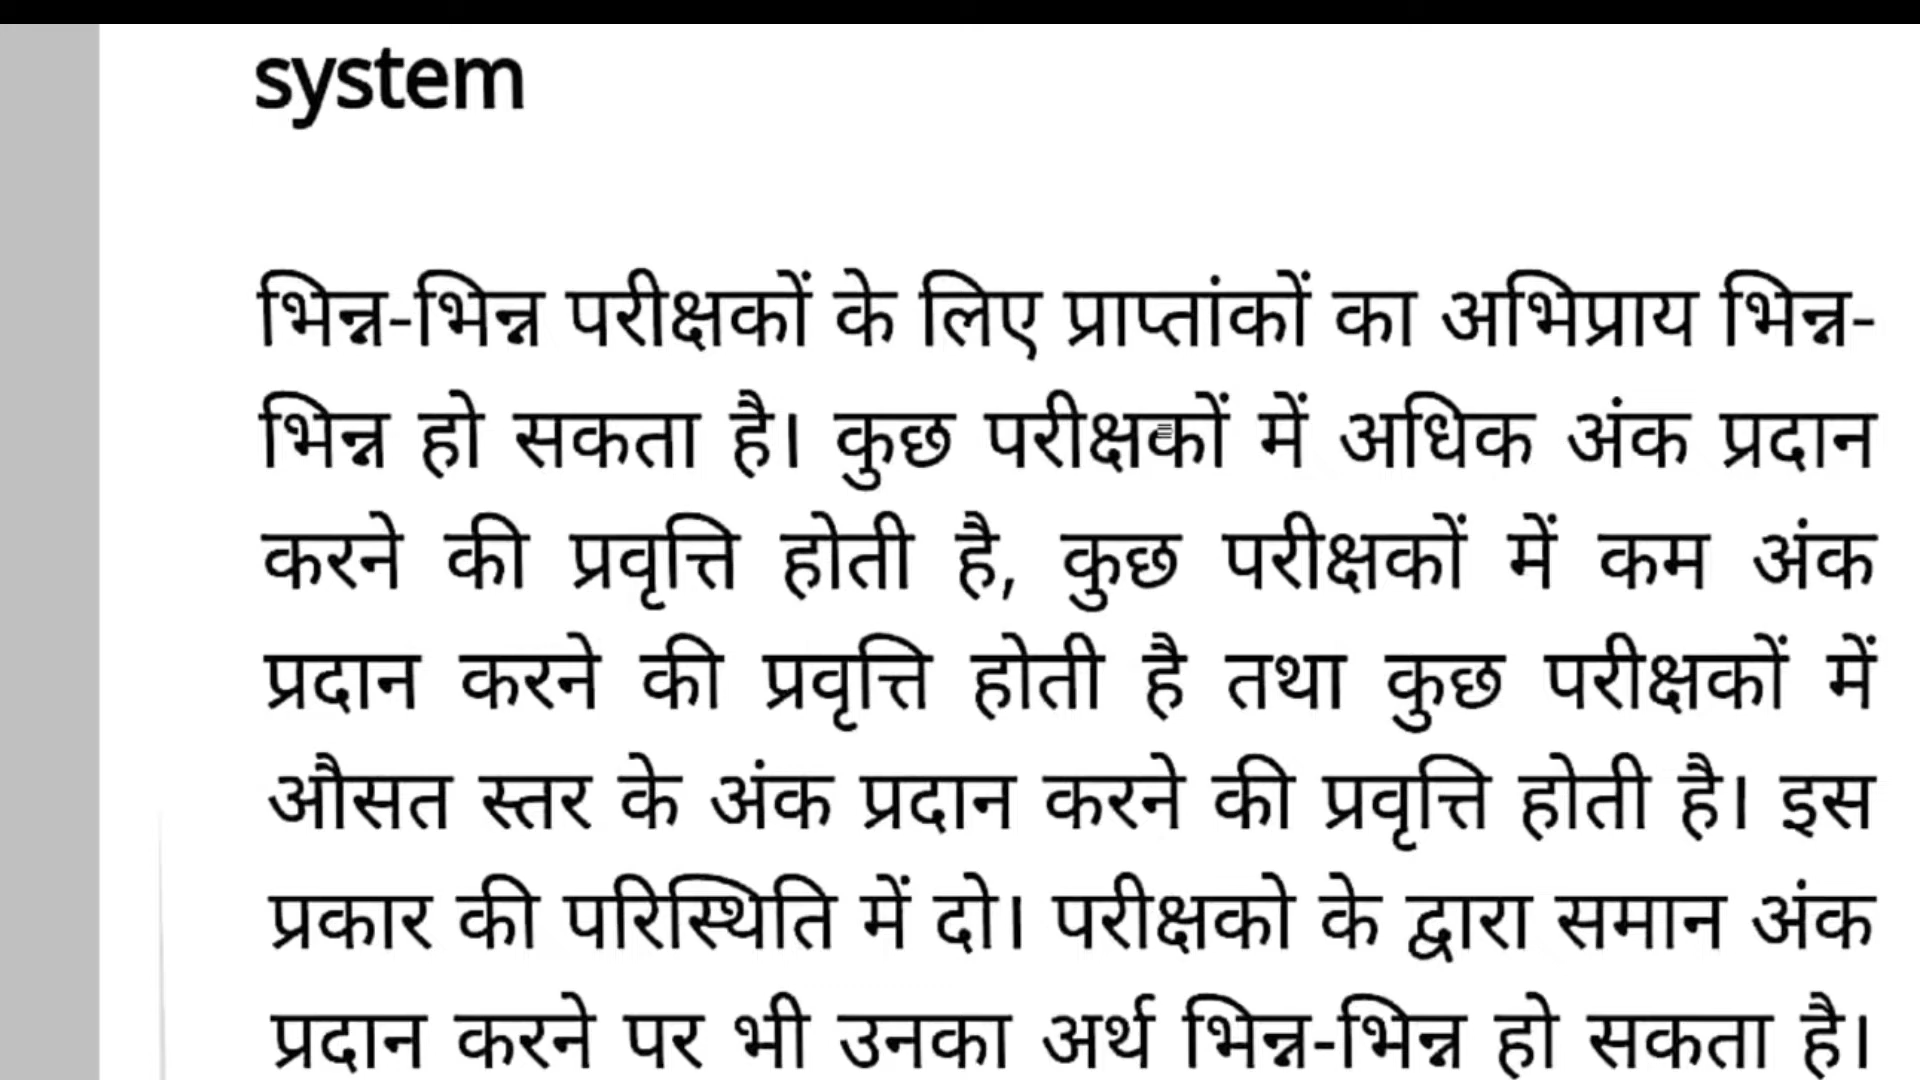 system
भिन्न-भिन्न परीक्षकों के लिए प्राप्तांकों का अभिप्राय भिन्न-
भिन्न हो सकता है। कुछ परीक्षकों में अधिक अंक प्रदान
करने की प्रवृत्ति होती है, कुछ परीक्षकों में कम अंक
प्रदान करने की प्रवृत्ति होती है तथा कुछ परीक्षकों में
औसत स्तर के अंक प्रदान करने की प्रवृत्ति होती है। इस
प्रकार की परिस्थिति में दो। परीक्षको के द्वारा समान अंक
प्रदान करने पर भी उनका अर्थ भिन्न-भिन्न हो सकता है।